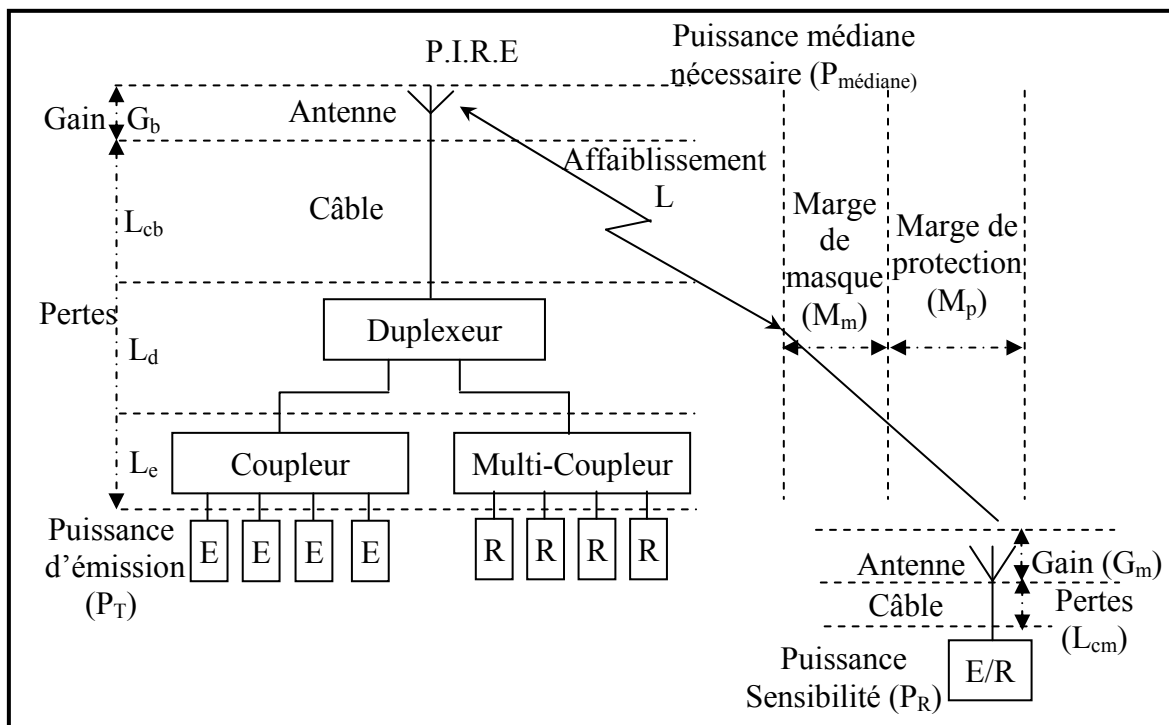 P.I.R.E
Puissance médiane
nécessaire (Pmédiane)
Gain
Gb
Antenne
Affaiblissement
L
Lcb
Câble
Marge
de
masque
(Mm)
Marge de
protection
(Mp)
Pertes
Duplexeur
Ld
Le
Coupleur
Multi-Coupleur
Puissance
d’émission
(PT)
E E E E
R R R R
Antenne
Gain (Gm)
Câble
Pertes
(Lcm)
Puissance
Sensibilité (PR)
E/R